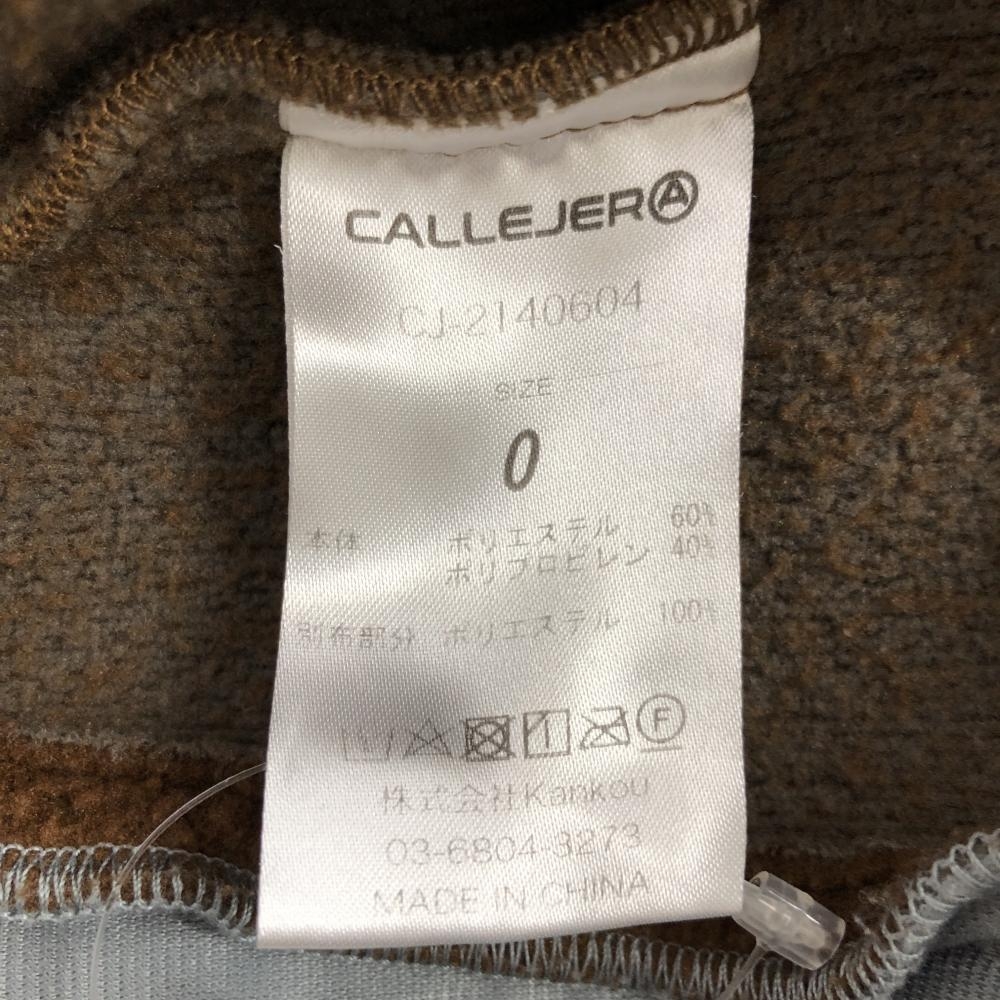 CALLEJERA
CJ-2140604
SIZE
0
本体 ポリエステル 60%
ポリプロピレン 40%
別布部分 ポリエステル 100%
F
株式会社Kankou
03-6804-3273
MADE IN CHINA